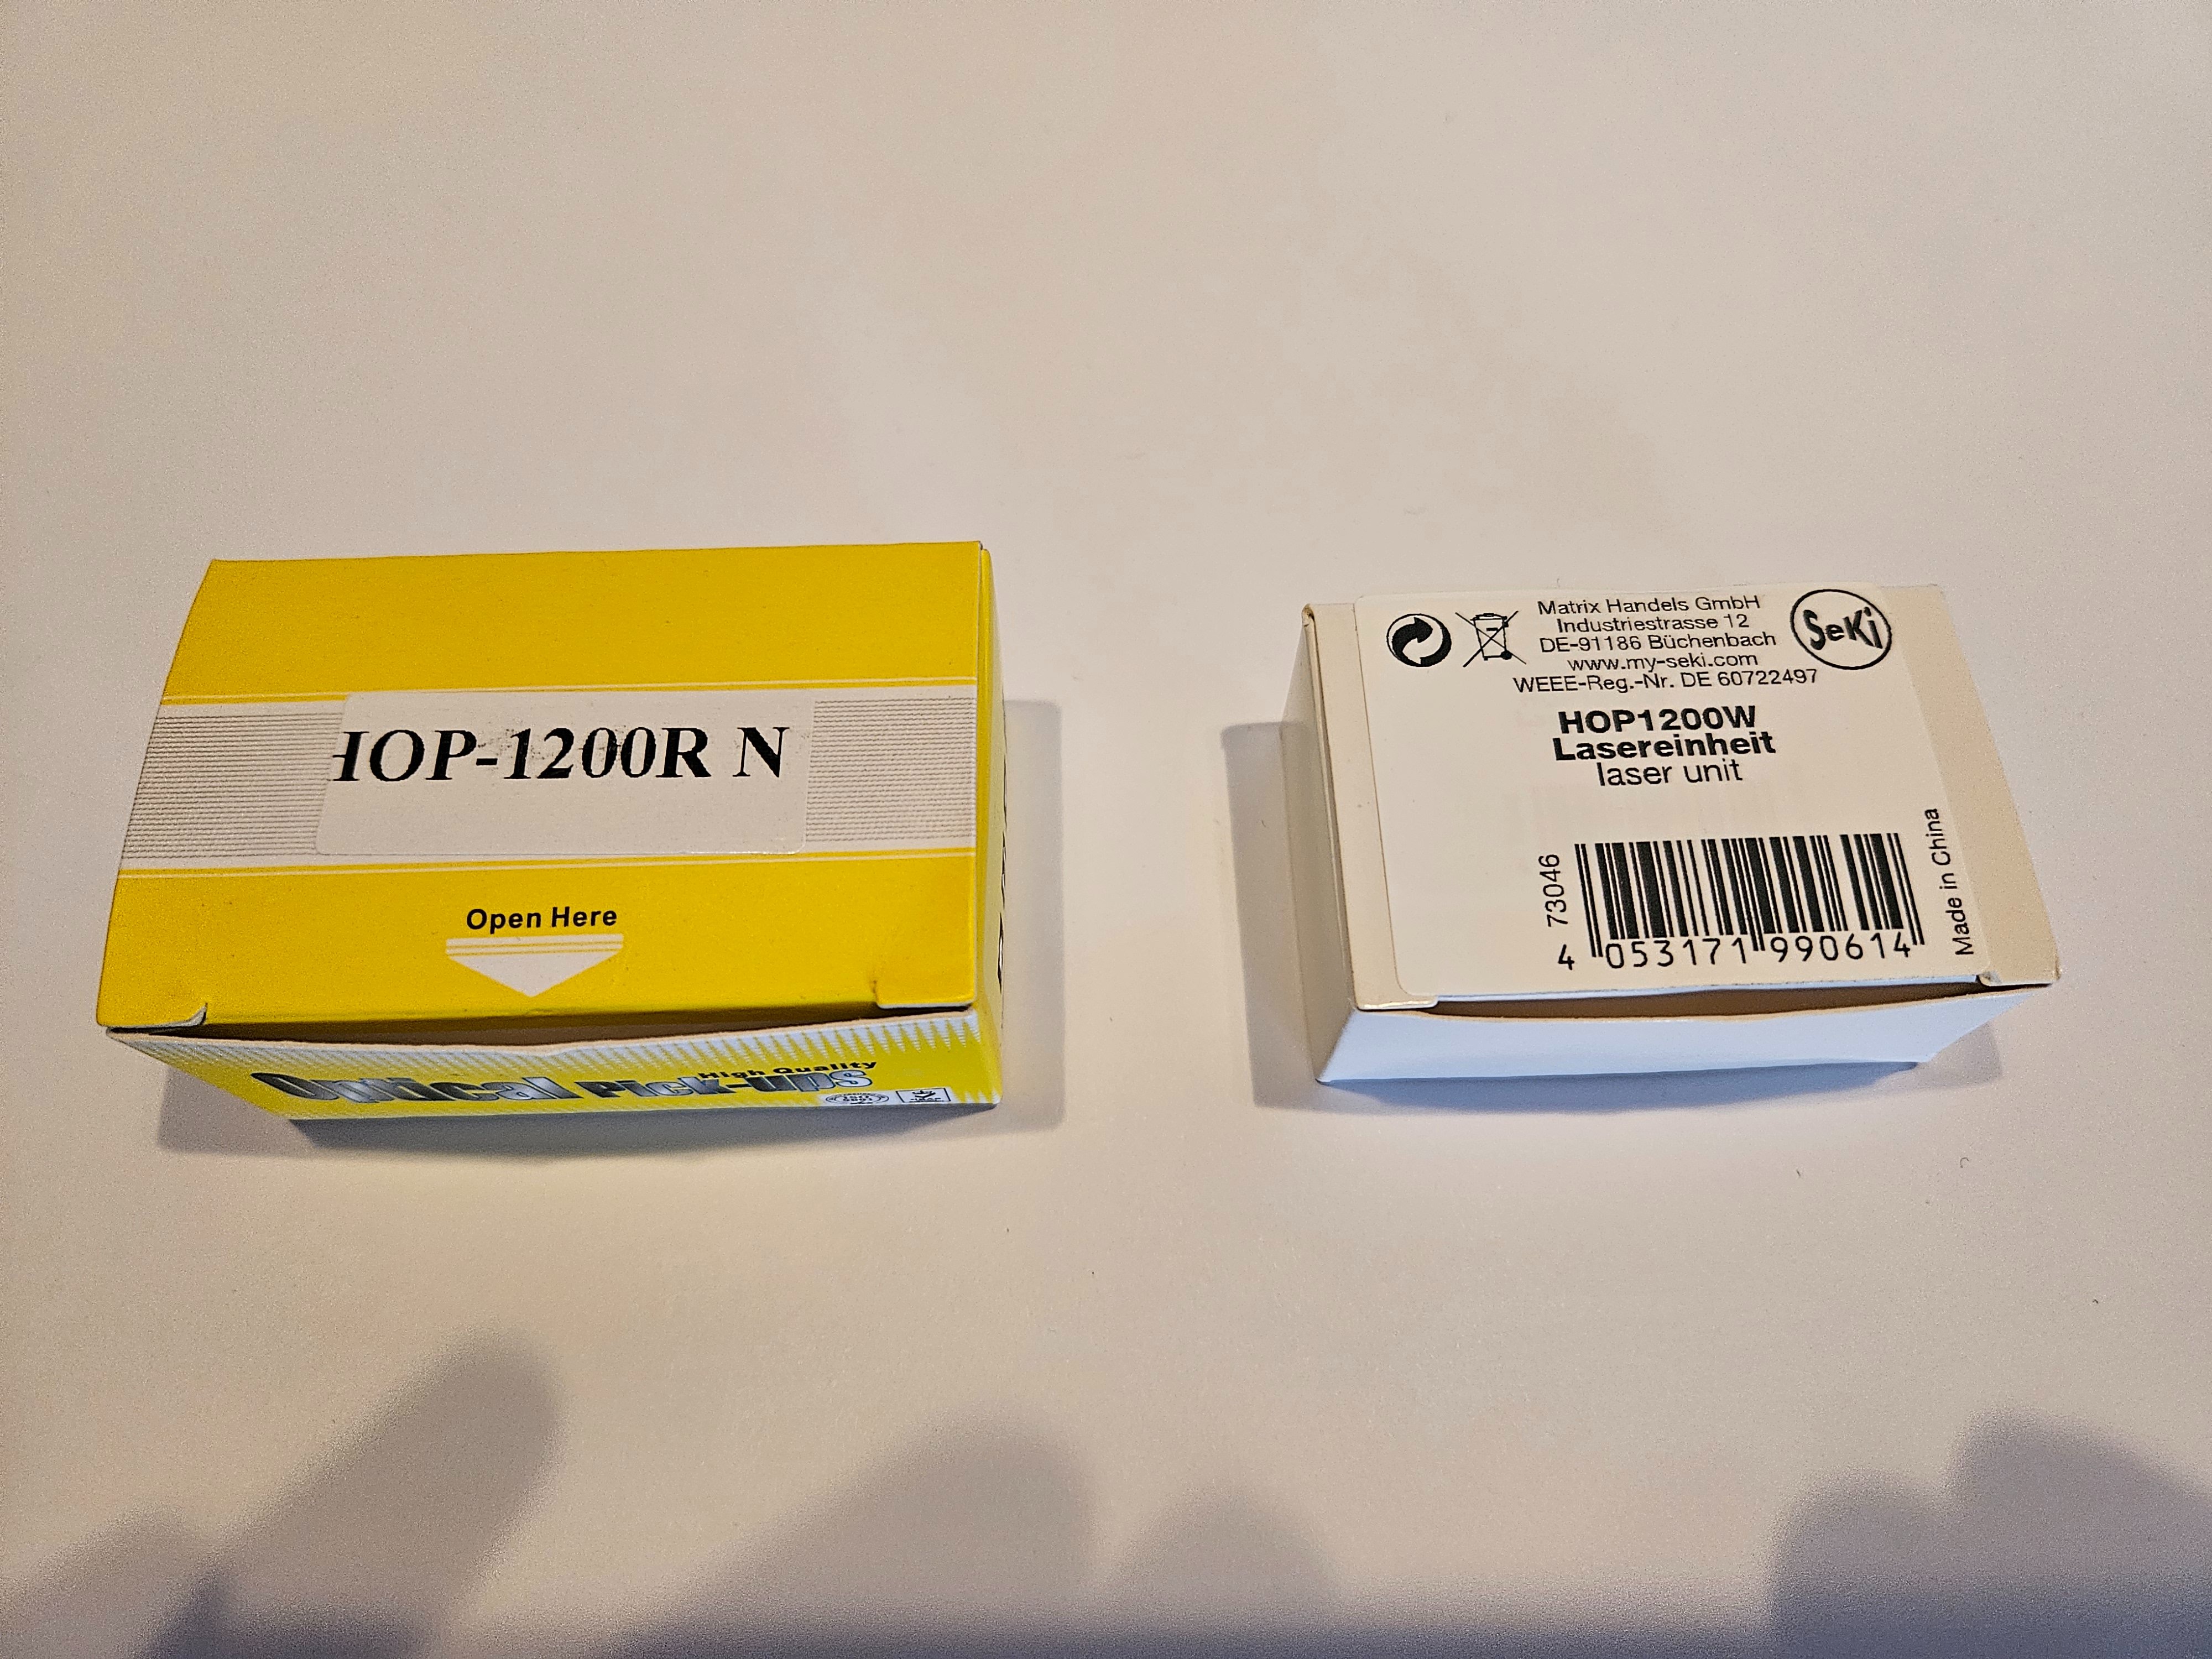 HOP-1200R N
Open Here
High Quality
Optical Pick-Ups
Matrix Handels GmbH
Industriestrasse 12
DE-91186 Büchenbach
www.my-seki.com
WEEE-Reg.-Nr. DE 60722497
SeKi
HOP1200W
Lasereinheit
laser unit
73046
4 053171 990614
Made in China